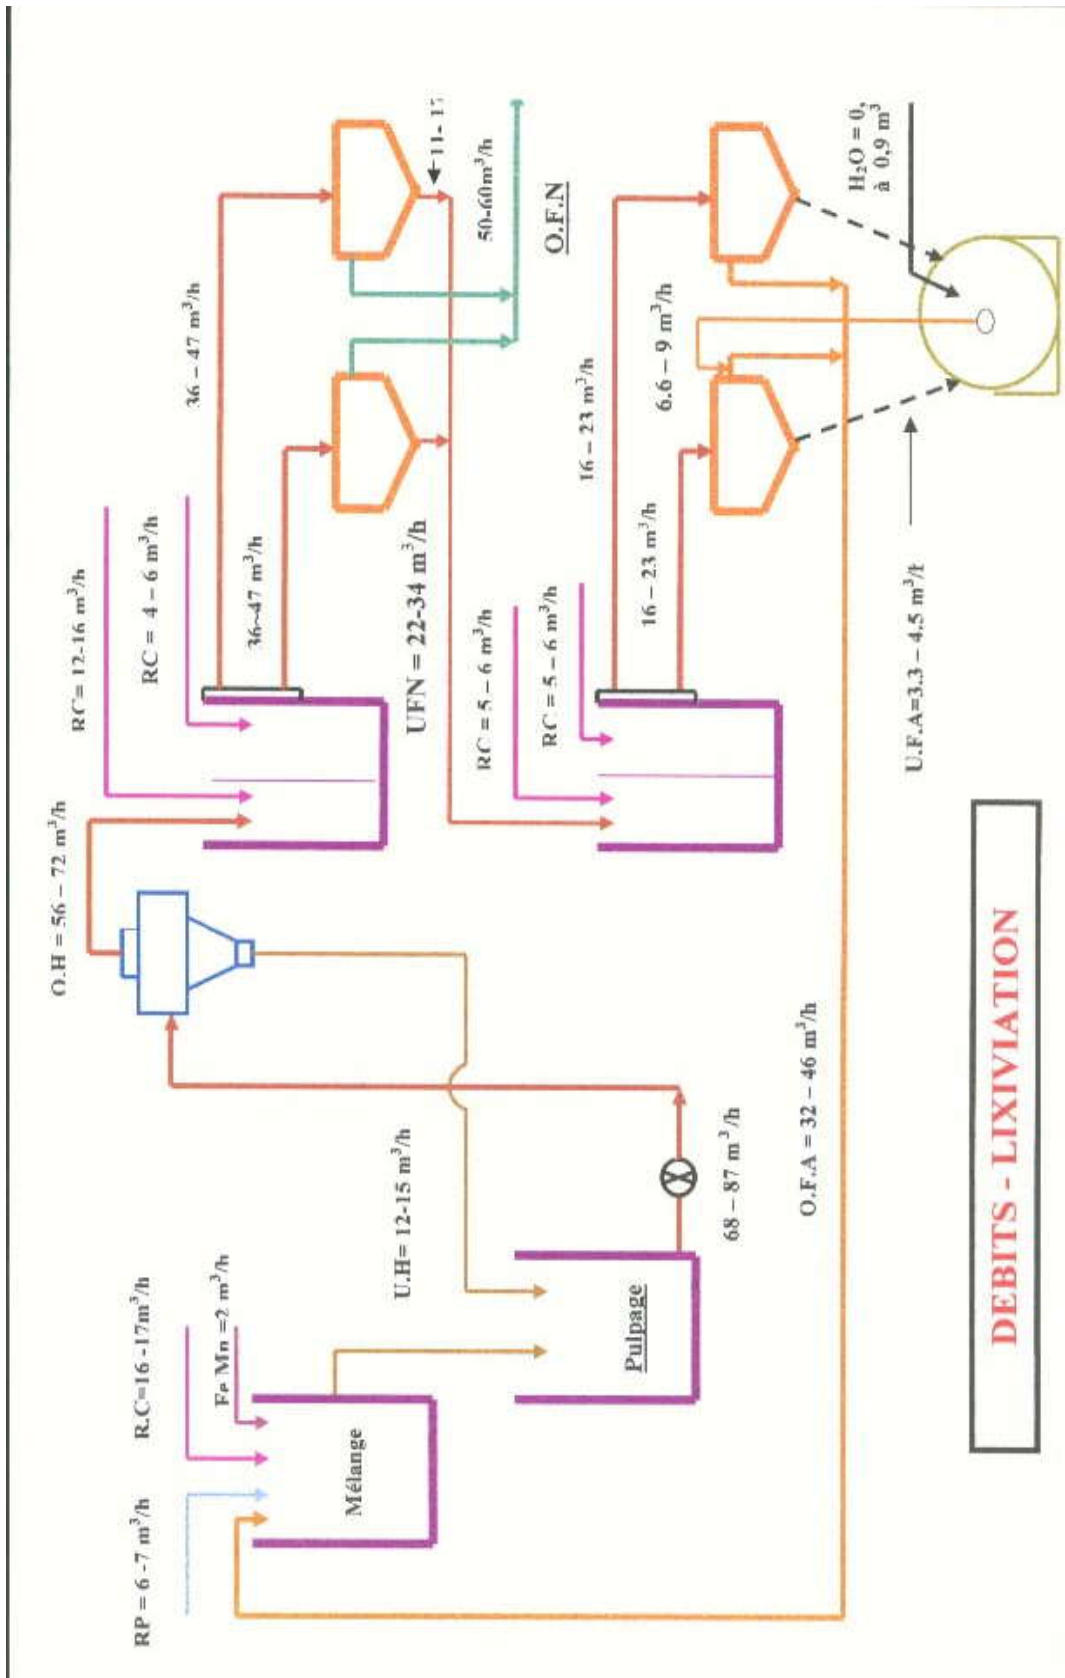 RP = 6 -7 m³/h
R.C=16 -17m³/h
Fe Mn =2 m³/h
Mélange
U.H= 12-15 m³/h
Pulpage
68 – 87 m³/h
O.H = 56 – 72 m³/h
RC= 12-16 m³/h
RC = 4 – 6 m³/h
36 – 47 m³/h
36-47 m³/h
11- 17
50-60m³/h
O.F.N
UFN = 22-34 m³/h
RC = 5 – 6 m³/h
RC = 5 – 6 m³/h
16 – 23 m³/h
16 – 23 m³/h
6.6 – 9 m³/h
H₂O = 0,
à 0,9 m³
O.F.A = 32 – 46 m³/h
U.F.A=3.3 – 4.5 m³/h
DEBITS - LIXIVIATION